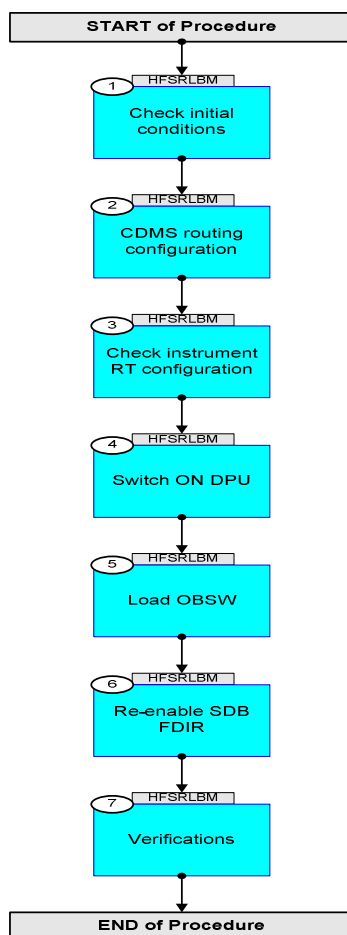 START of Procedure
HFSRLBM
1
Check initial
conditions
HFSRLBM
2
CDMS routing
configuration
HFSRLBM
3
Check instrument
RT configuration
HFSRLBM
4
Switch ON DPU
HFSRLBM
5
Load OBSW
HFSRLBM
6
Re-enable SDB
FDIR
HFSRLBM
7
Verifications
END of Procedure